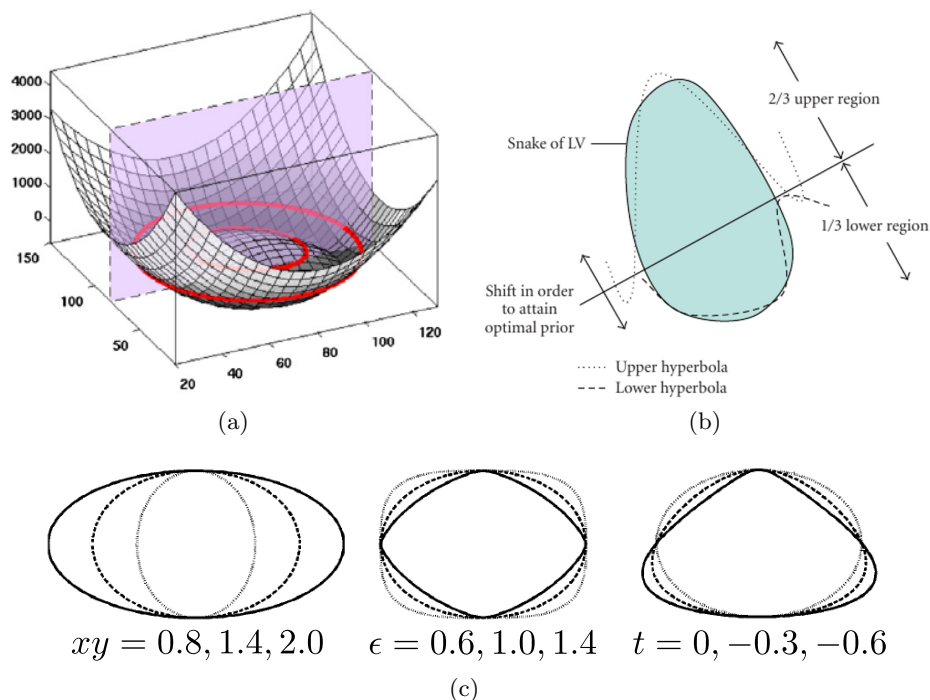 4000
3000
2000
1000
0
150
100
50
20
40
60
80
100
120
(a)
2/3 upper region
Snake of LV
1/3 lower region
Shift in order
to attain
optimal prior
Upper hyperbola
Lower hyperbola
(b)
xy = 0.8, 1.4, 2.0
ϵ = 0.6, 1.0, 1.4
t = 0, −0.3, −0.6
(c)